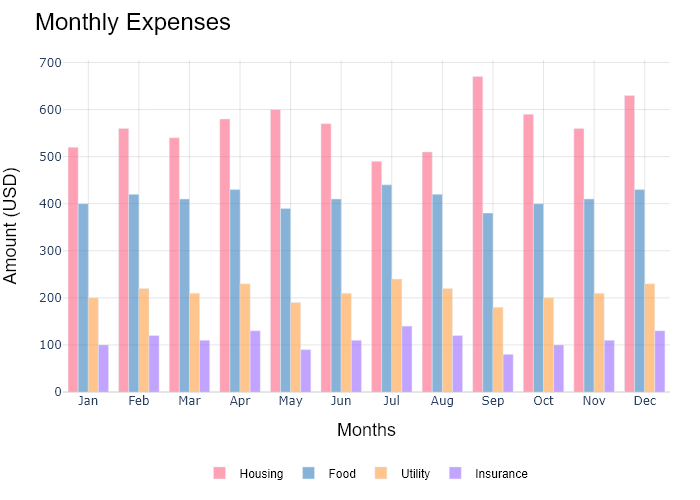 Monthly Expenses
Amount (USD)
700
600
500
400
300
200
100
0
Jan Feb Mar Apr May Jun Jul Aug Sep Oct Nov Dec
Months
Housing Food Utility Insurance